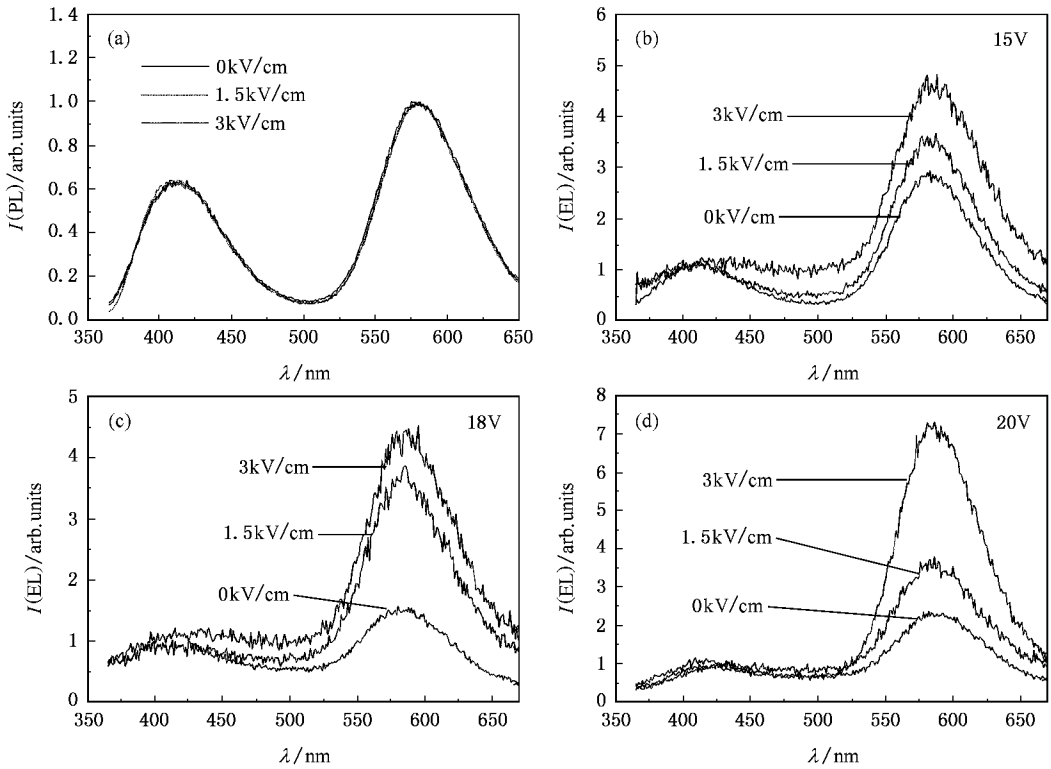 (a)
0kV/cm
1.5kV/cm
3kV/cm
I(PL)/arb.units
1.4
1.2
1.0
0.8
0.6
0.4
0.2
0.0
350 400 450 500 550 600 650
λ/nm
(b) 15V
3kV/cm
1.5kV/cm
0kV/cm
I(EL)/arb.units
6
5
4
3
2
1
0
350 400 450 500 550 600 650
λ/nm
(c) 18V
3kV/cm
1.5kV/cm
0kV/cm
I(EL)/arb.units
5
4
3
2
1
0
350 400 450 500 550 600 650
λ/nm
(d) 20V
3kV/cm
1.5kV/cm
0kV/cm
I(EL)/arb.units
8
7
6
5
4
3
2
1
0
350 400 450 500 550 600 650
λ/nm